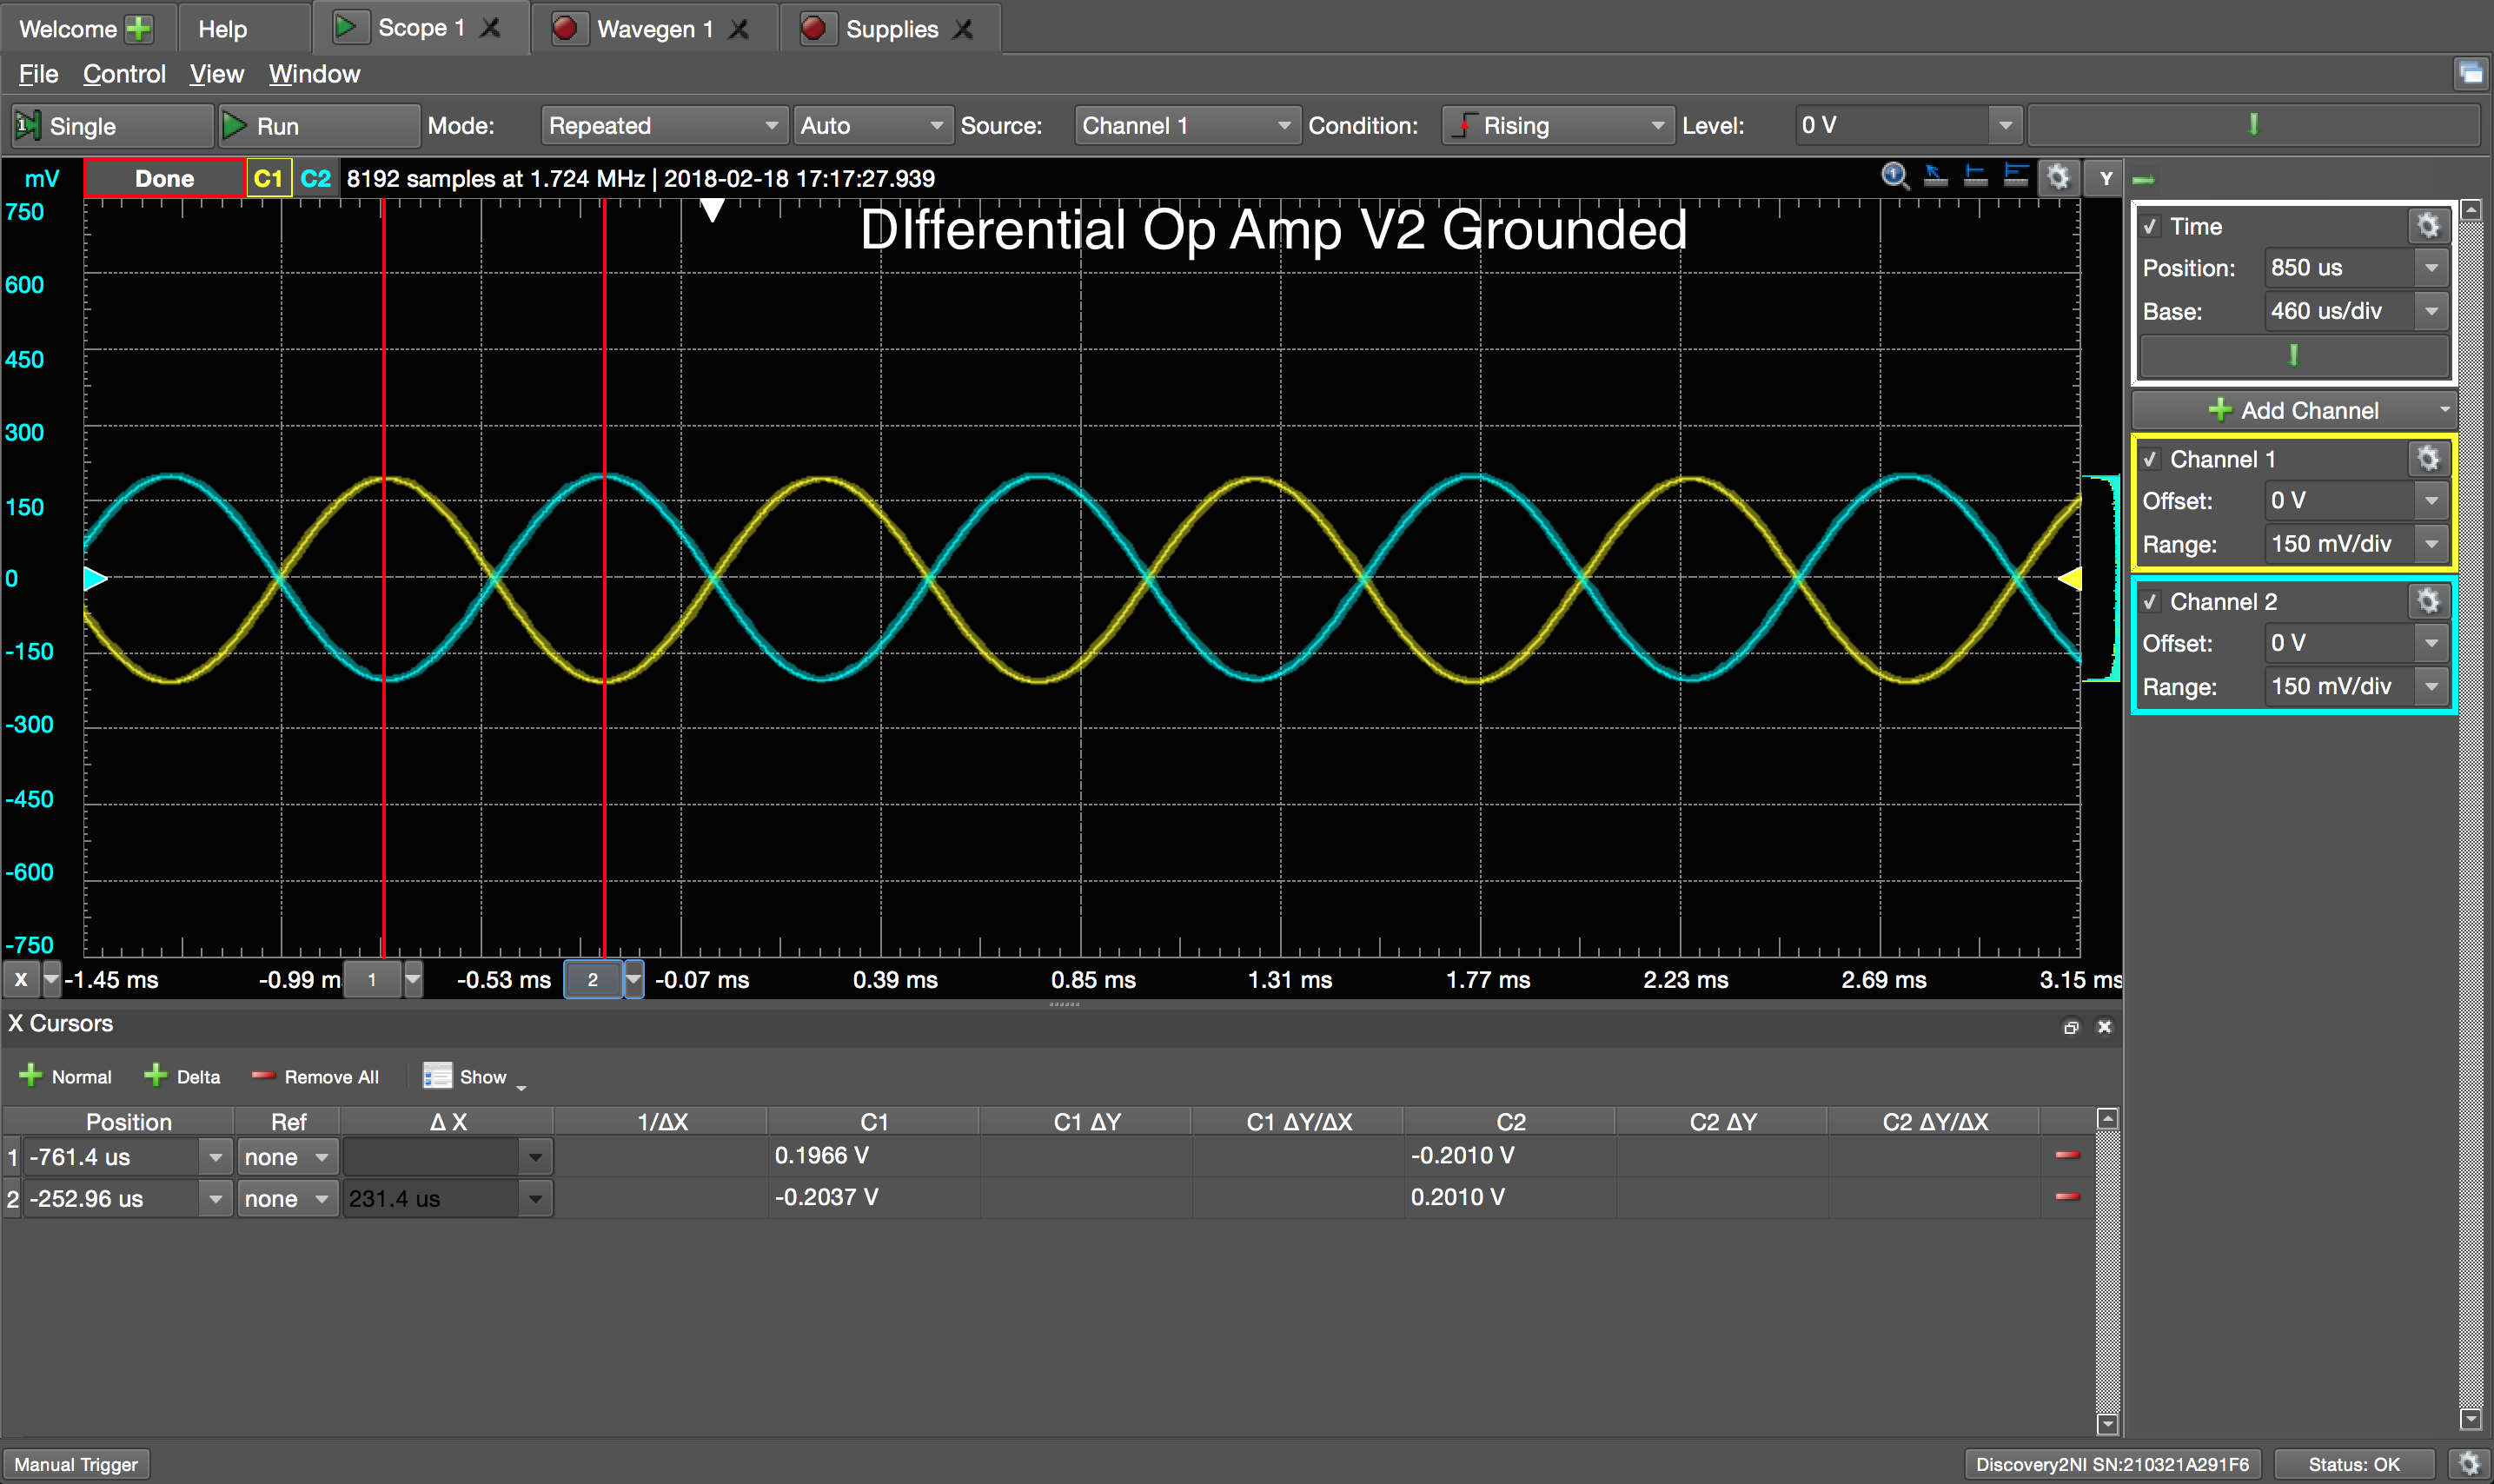 Welcome Help Scope 1 Wavegen 1 Supplies
File Control View Window
Single Run Mode: Repeated Auto Source: Channel 1 Condition: Rising Level: 0 V
mV Done C1 C2 8192 samples at 1.724 MHz | 2018-02-18 17:17:27.939 Y
DIfferential Op Amp V2 Grounded
750
600
450
300
150
0
-150
-300
-450
-600
-750
X -1.45 ms -0.99 m 1 -0.53 ms 2 -0.07 ms 0.39 ms 0.85 ms 1.31 ms 1.77 ms 2.23 ms 2.69 ms 3.15 ms
Time
Position: 850 us
Base: 460 us/div
Add Channel
Channel 1
Offset: 0 V
Range: 150 mV/div
Channel 2
Offset: 0 V
Range: 150 mV/div
X Cursors
Normal Delta Remove All Show
Position Ref Δ X 1/ΔX C1 C1 ΔY C1 ΔY/ΔX C2 C2 ΔY C2 ΔY/ΔX
1 -761.4 us none 0.1966 V -0.2010 V
2 -252.96 us none 231.4 us -0.2037 V 0.2010 V
Manual Trigger Discovery2NI SN:210321A291F6 Status: OK